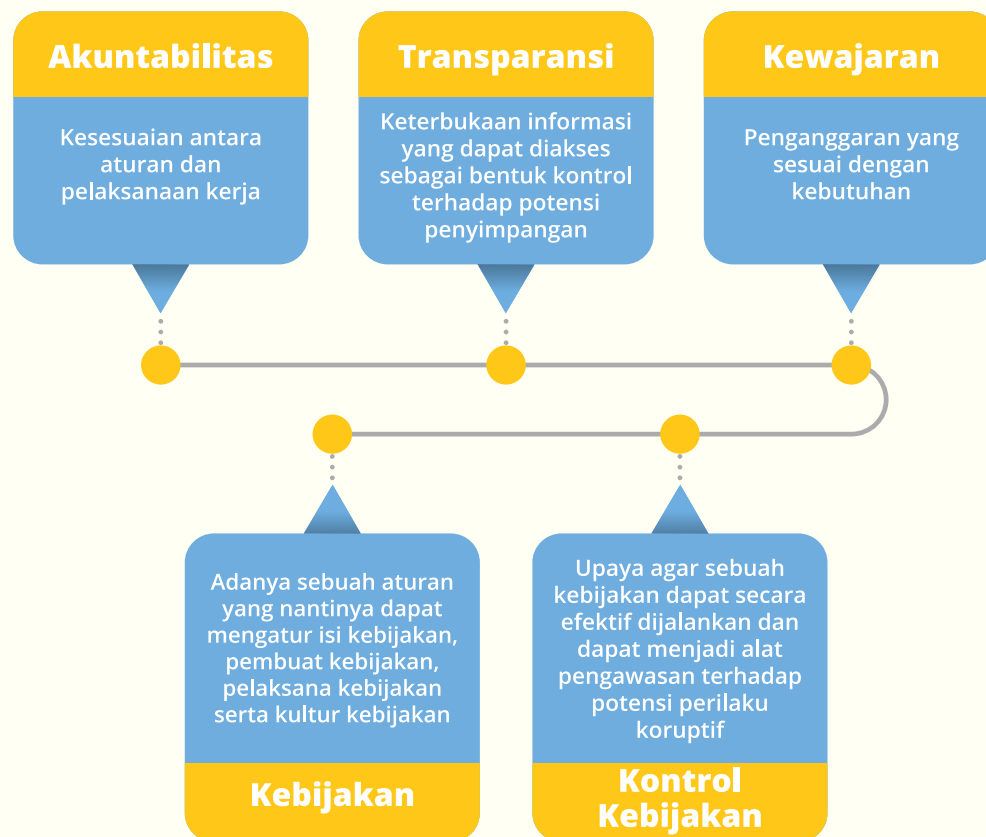 Akuntabilitas
Kesesuaian antara
aturan dan
pelaksanaan kerja
Transparansi
Keterbukaan informasi
yang dapat diakses
sebagai bentuk kontrol
terhadap potensi
penyimpangan
Kewajaran
Penganggaran yang
sesuai dengan
kebutuhan
Adanya sebuah aturan
yang nantinya dapat
mengatur isi kebijakan,
pembuat kebijakan,
pelaksana kebijakan
serta kultur kebijakan
Kebijakan
Upaya agar sebuah
kebijakan dapat secara
efektif dijalankan dan
dapat menjadi alat
pengawasan terhadap
potensi perilaku
koruptif
Kontrol
Kebijakan